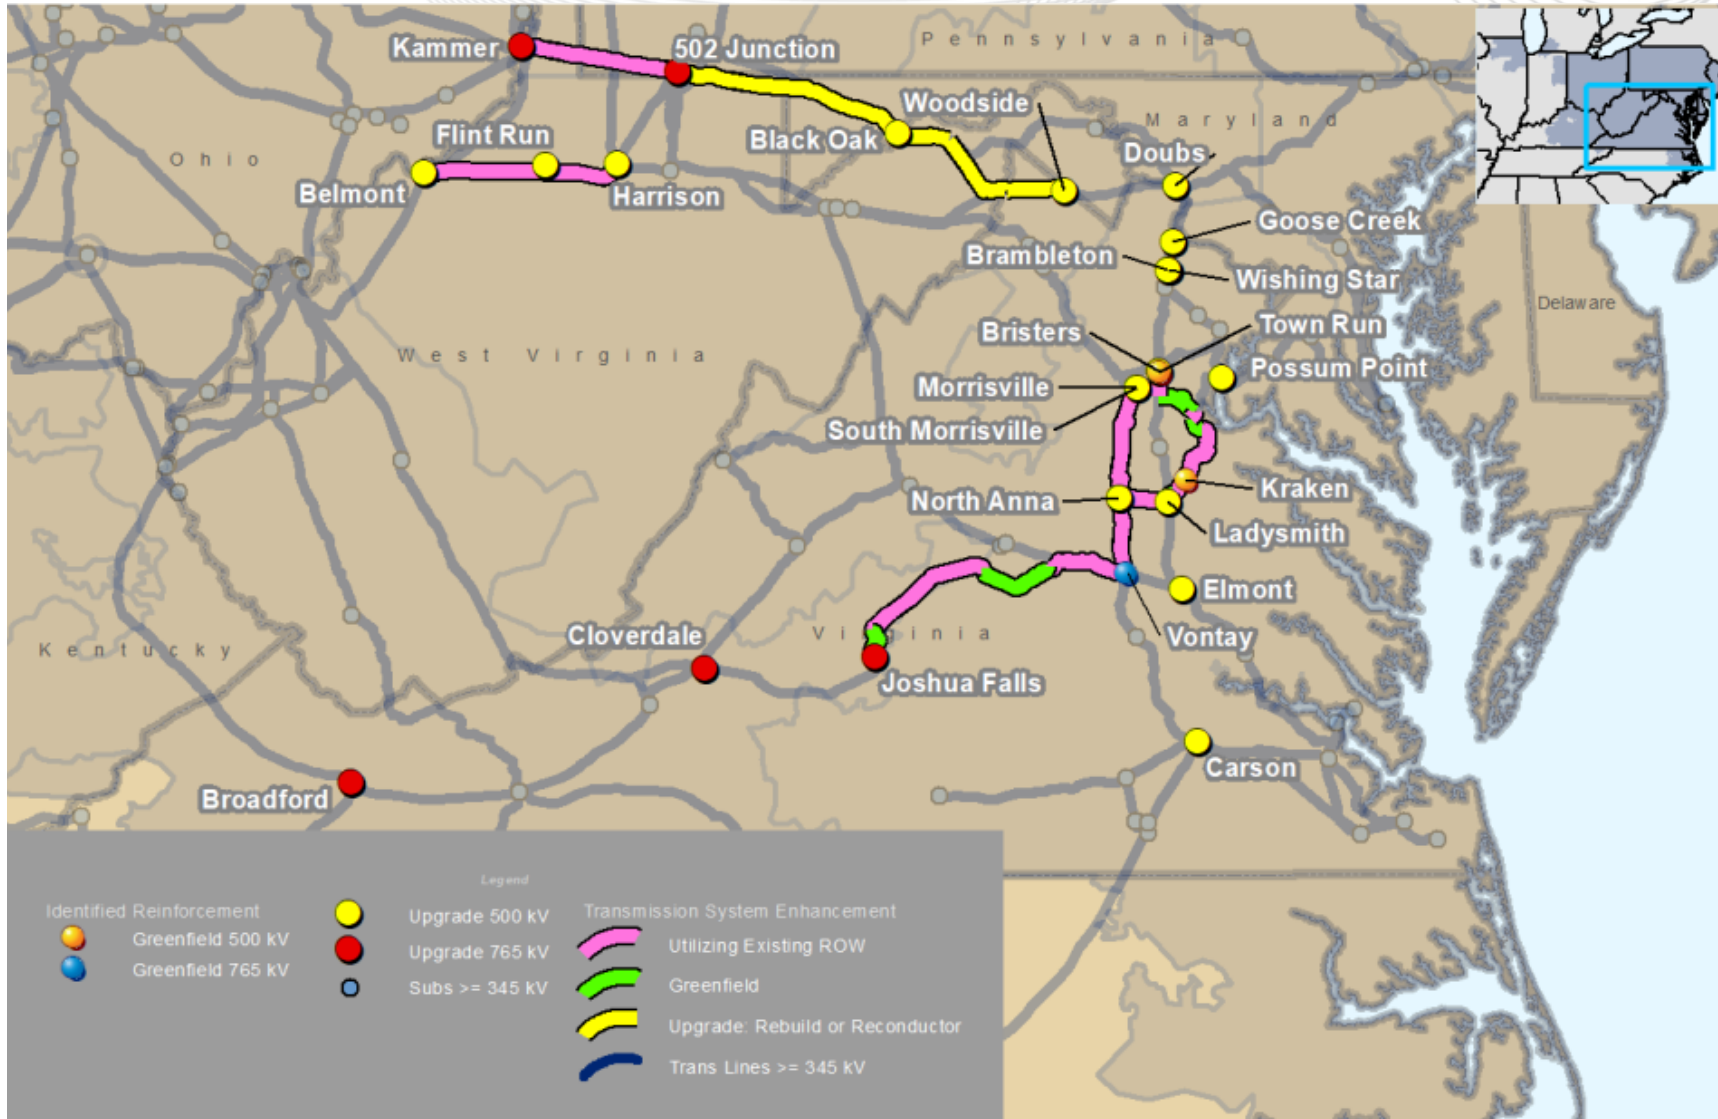 Kammer
502 Junction
Pennsylvania
Woodside
Maryland
Flint Run
Black Oak
Doubs
Ohio
Belmont
Harrison
Goose Creek
Brambleton
Wishing Star
Delaware
Bristers
Town Run
West Virginia
Possum Point
Morrisville
South Morrisville
Kraken
North Anna
Ladysmith
Elmont
Cloverdale
Virginia
Vontay
Kentucky
Joshua Falls
Carson
Broadford
Legend
Identified Reinforcement
Greenfield 500 kV
Greenfield 765 kV
Upgrade 500 kV
Upgrade 765 kV
Subs >= 345 kV
Transmission System Enhancement
Utilizing Existing ROW
Greenfield
Upgrade: Rebuild or Reconductor
Trans Lines >= 345 kV